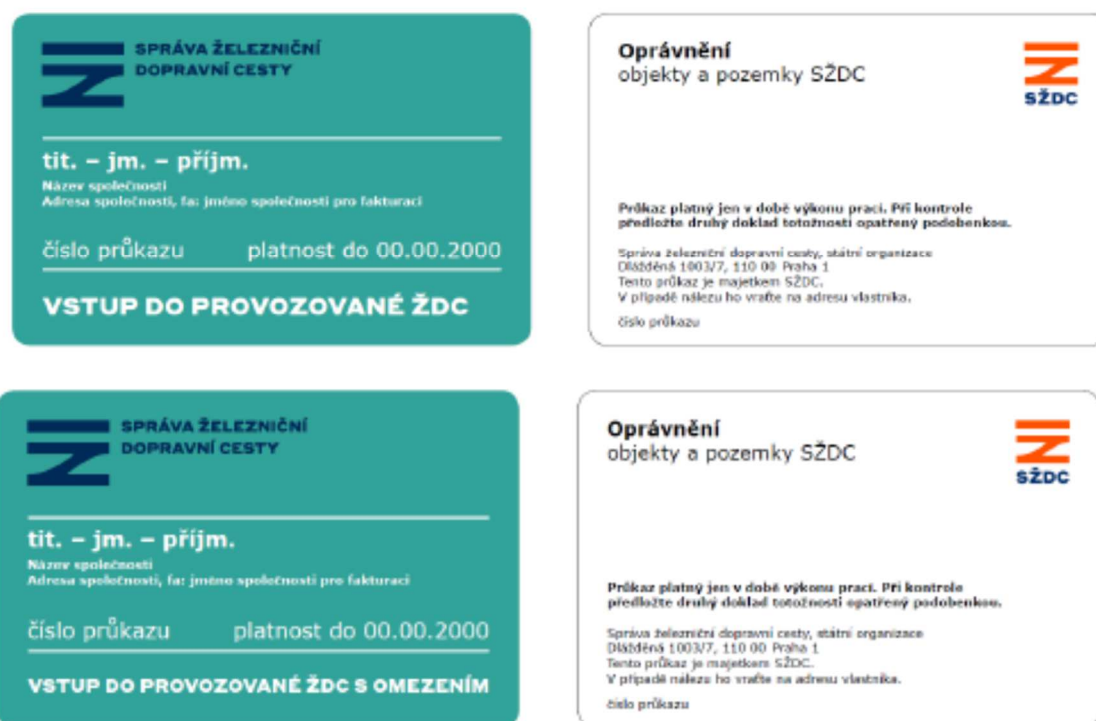 SPRÁVA ŽELEZNIČNÍ
DOPRAVNÍ CESTY
tit. – jm. – příjm.
Název společnosti
Adresa společnosti, fa: jméno společnosti pro fakturaci
číslo průkazu platnost do 00.00.2000
VSTUP DO PROVOZOVANÉ ŽDC
Oprávnění
objekty a pozemky SŽDC
SŽDC
Průkaz platný jen v době výkonu prací. Při kontrole
předložte druhý doklad totožnosti opatřený podobenkou.
Správa železniční dopravní cesty, státní organizace
Dlážděná 1003/7, 110 00 Praha 1
Tento průkaz je majetkem SŽDC.
V případě nálezu ho vraťte na adresu vlastníka.
číslo průkazu
SPRÁVA ŽELEZNIČNÍ
DOPRAVNÍ CESTY
tit. – jm. – příjm.
Název společnosti
Adresa společnosti, fa: jméno společnosti pro fakturaci
číslo průkazu platnost do 00.00.2000
VSTUP DO PROVOZOVANÉ ŽDC S OMEZENÍM
Oprávnění
objekty a pozemky SŽDC
SŽDC
Průkaz platný jen v době výkonu prací. Při kontrole
předložte druhý doklad totožnosti opatřený podobenkou.
Správa železniční dopravní cesty, státní organizace
Dlážděná 1003/7, 110 00 Praha 1
Tento průkaz je majetkem SŽDC.
V případě nálezu ho vraťte na adresu vlastníka.
číslo průkazu